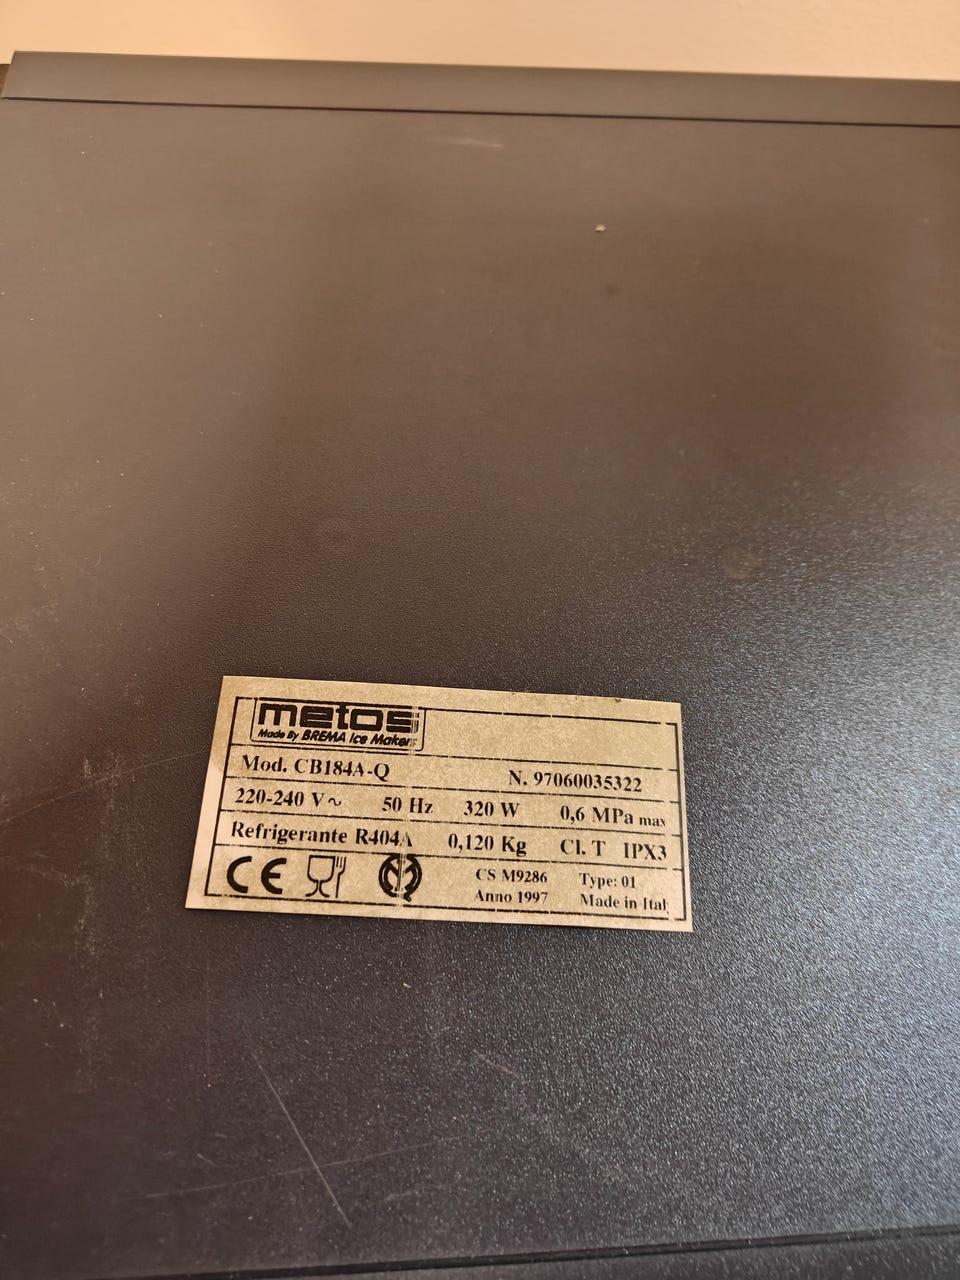 metos
Made By BREMA Ice Makers
Mod. CB184A-Q N. 97060035322
220-240 V~ 50 Hz 320 W 0,6 MPa max
Refrigerante R404A 0,120 Kg Cl. T IPX3
CE CS M9286 Type: 01
Anno 1997 Made in Ital